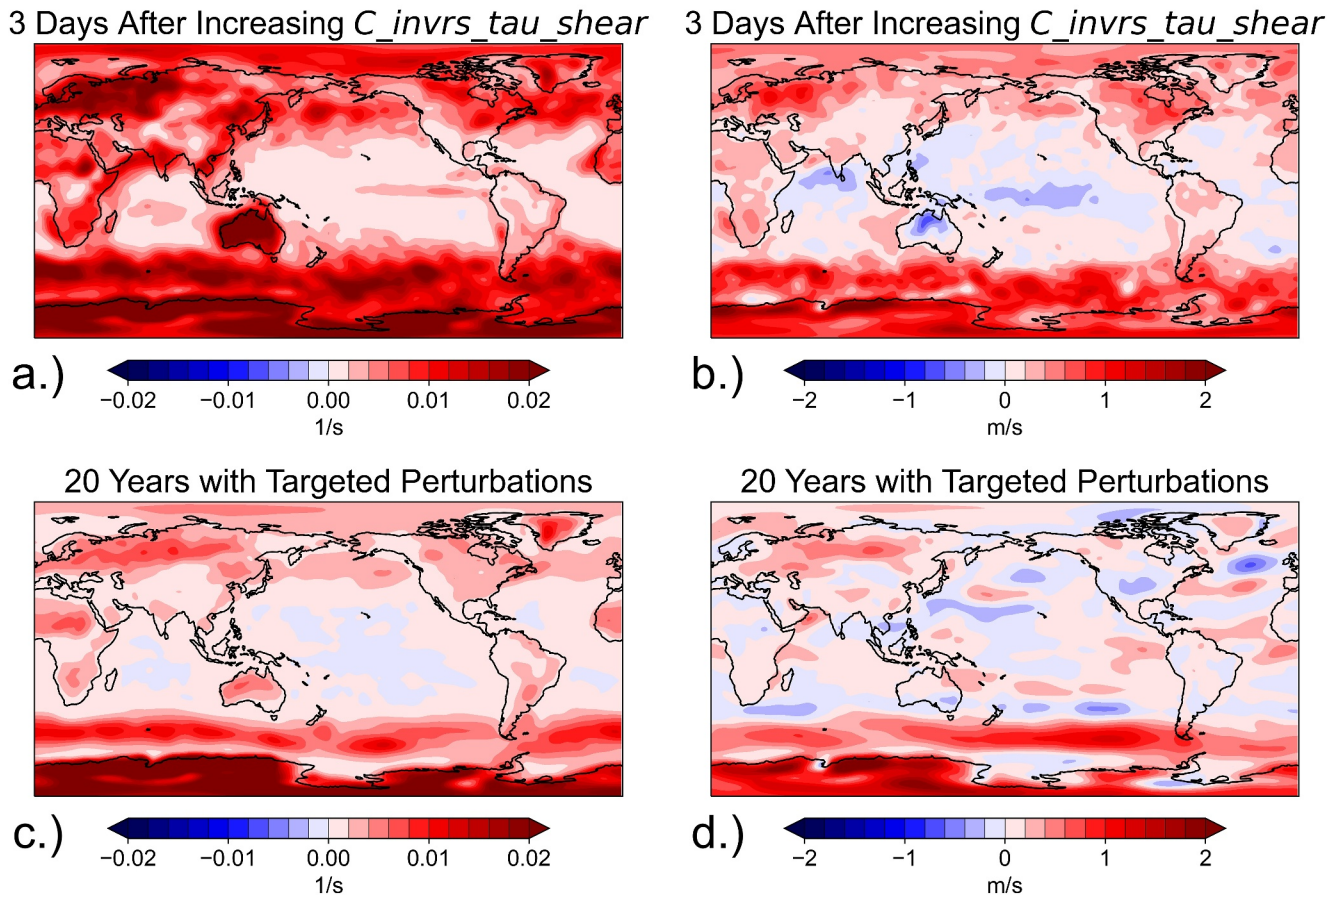 3 Days After Increasing C_invrs_tau_shear
3 Days After Increasing C_invrs_tau_shear
a.)
−0.02 −0.01 0.00 0.01 0.02
1/s
b.)
−2 −1 0 1 2
m/s
20 Years with Targeted Perturbations
20 Years with Targeted Perturbations
c.)
−0.02 −0.01 0.00 0.01 0.02
1/s
d.)
−2 −1 0 1 2
m/s